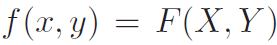 f(x, y) = F(X, Y)